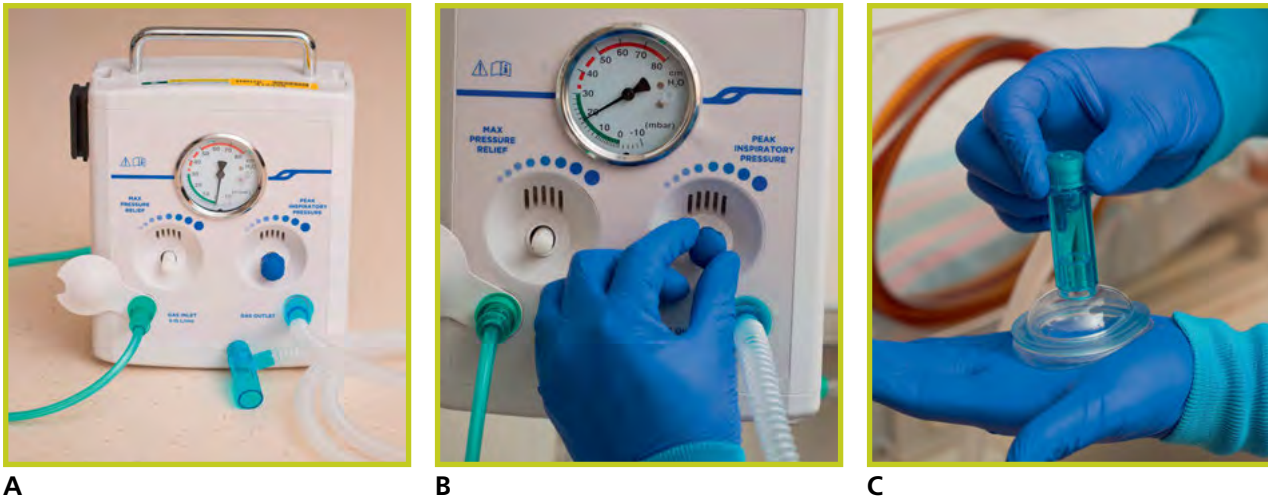 MAX
PRESSURE
RELIEF
PEAK
INSPIRATORY
PRESSURE
GAS INLET
GAS OUTLET
A
50
60
70
80
40
30
20
10
0
-10
cm
H2O
(mbar)
MAX
PRESSURE
RELIEF
PEAK
INSPIRATORY
PRESSURE
B
C